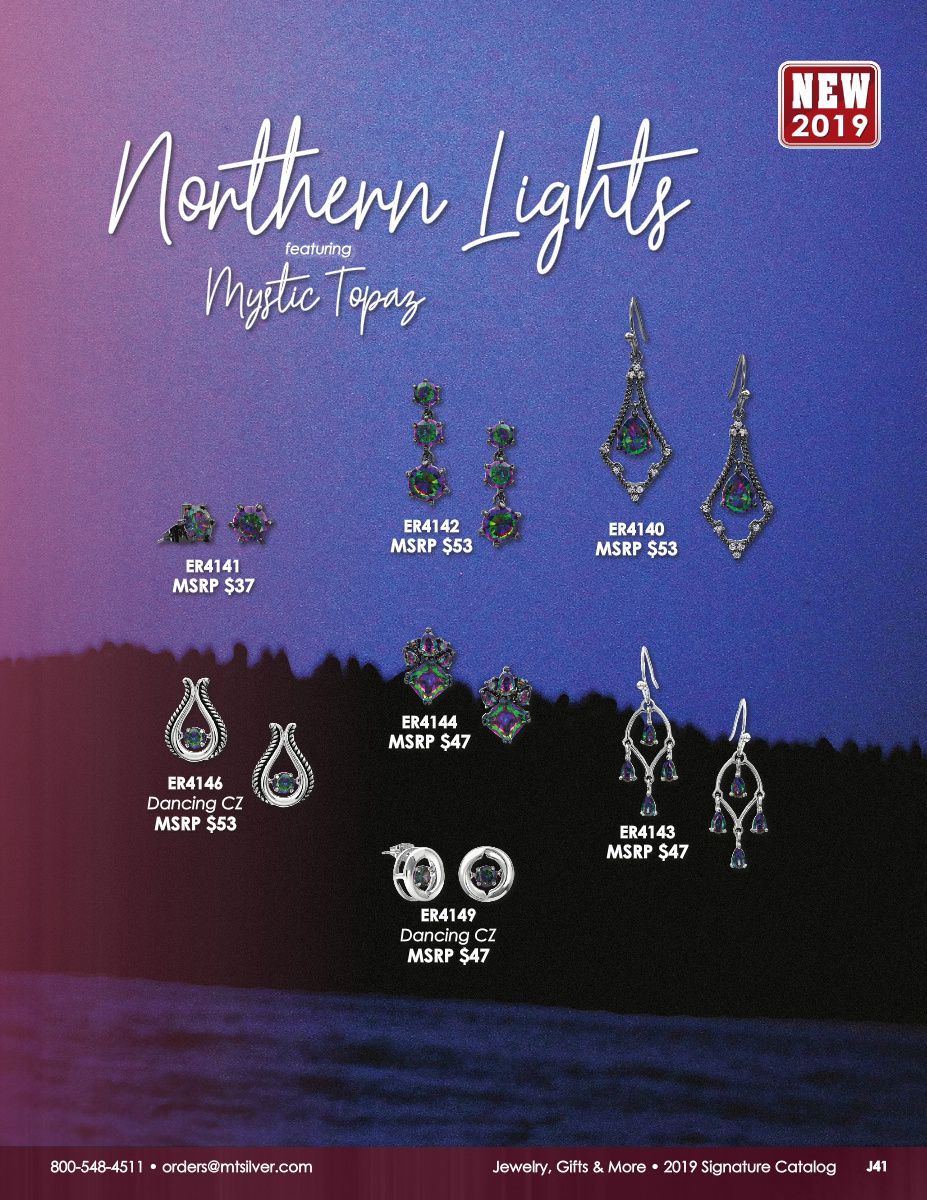 NEW
2019
Northern Lights
featuring
Mystic Topaz
ER4142
MSRP $53
ER4140
MSRP $53
ER4141
MSRP $37
ER4144
MSRP $47
ER4146
Dancing CZ
MSRP $53
ER4143
MSRP $47
ER4149
Dancing CZ
MSRP $47
800-548-4511 • orders@mtsilver.com
Jewelry, Gifts & More • 2019 Signature Catalog J41